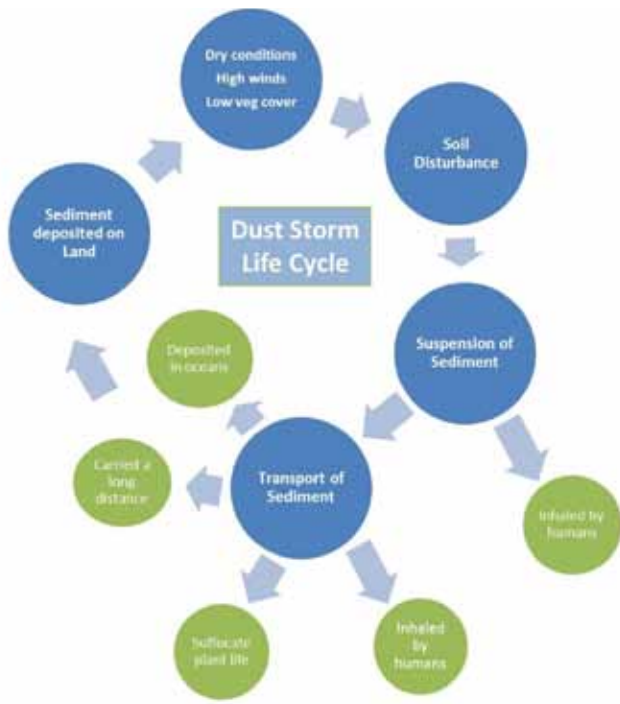 Dry conditions
High winds
Low veg cover
Soil
Disturbance
Sediment
deposited on
Land
Dust Storm
Life Cycle
Suspension of
Sediment
Deposited
in oceans
Transport of
Sediment
Carried a
long
distance
Inhaled by
humans
Suffocate
plant life
Inhaled
by
humans